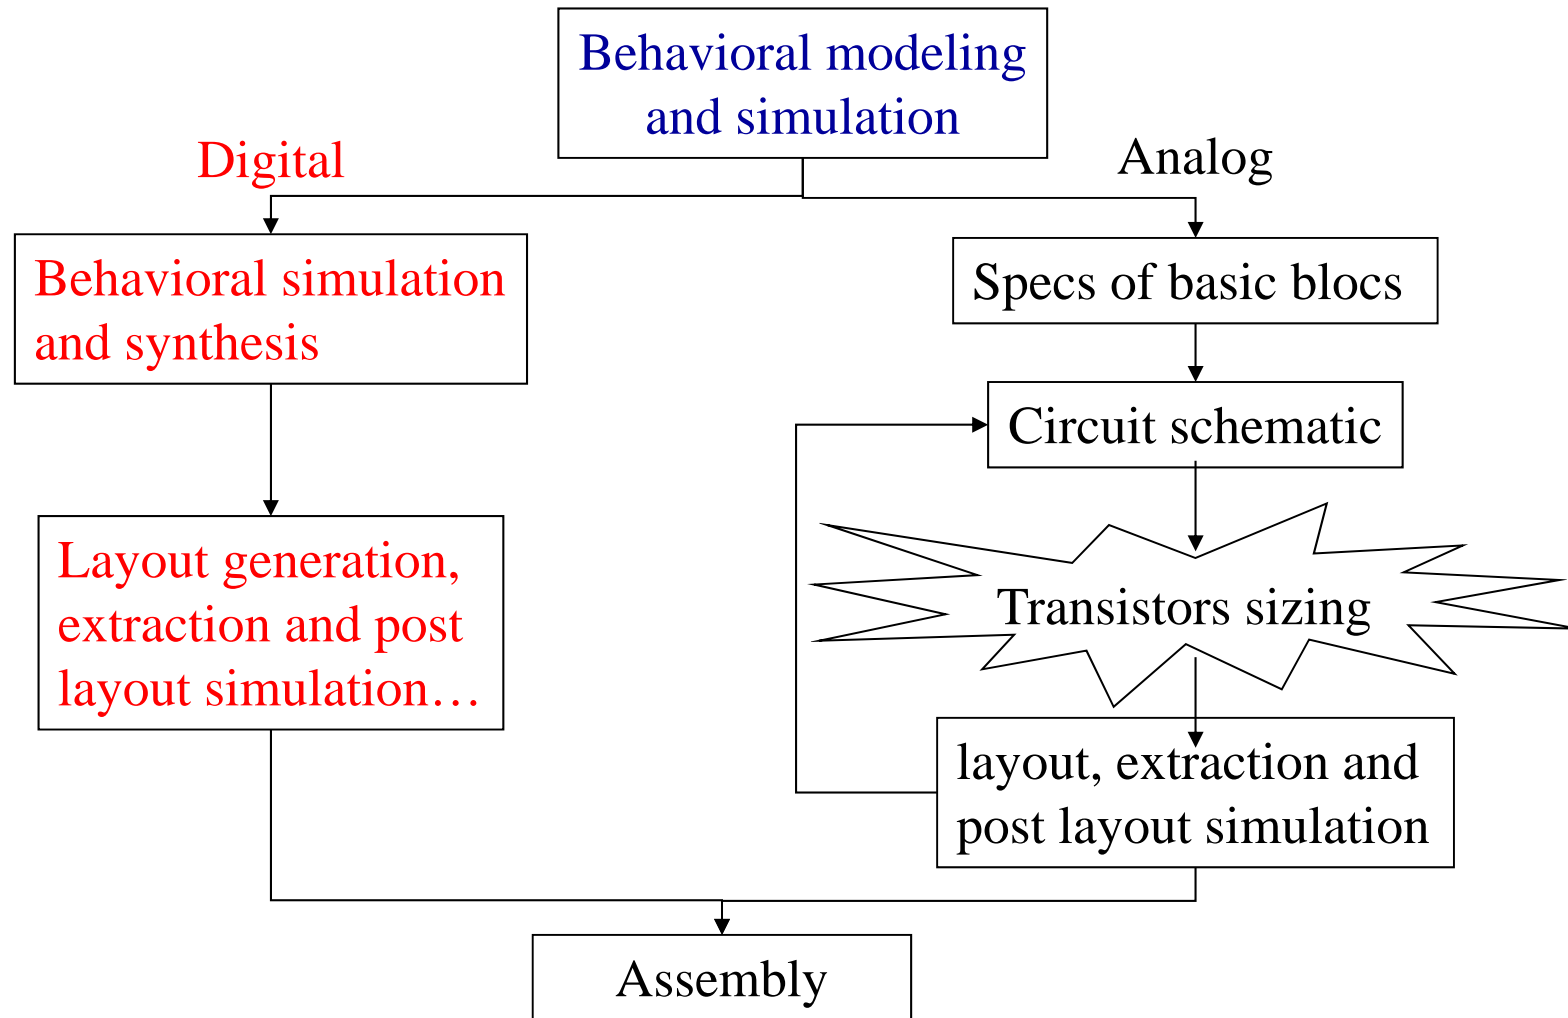 Behavioral modeling
and simulation
Digital
Analog
Behavioral simulation
and synthesis
Specs of basic blocs
Circuit schematic
Layout generation,
extraction and post
layout simulation…
Transistors sizing
layout, extraction and
post layout simulation
Assembly